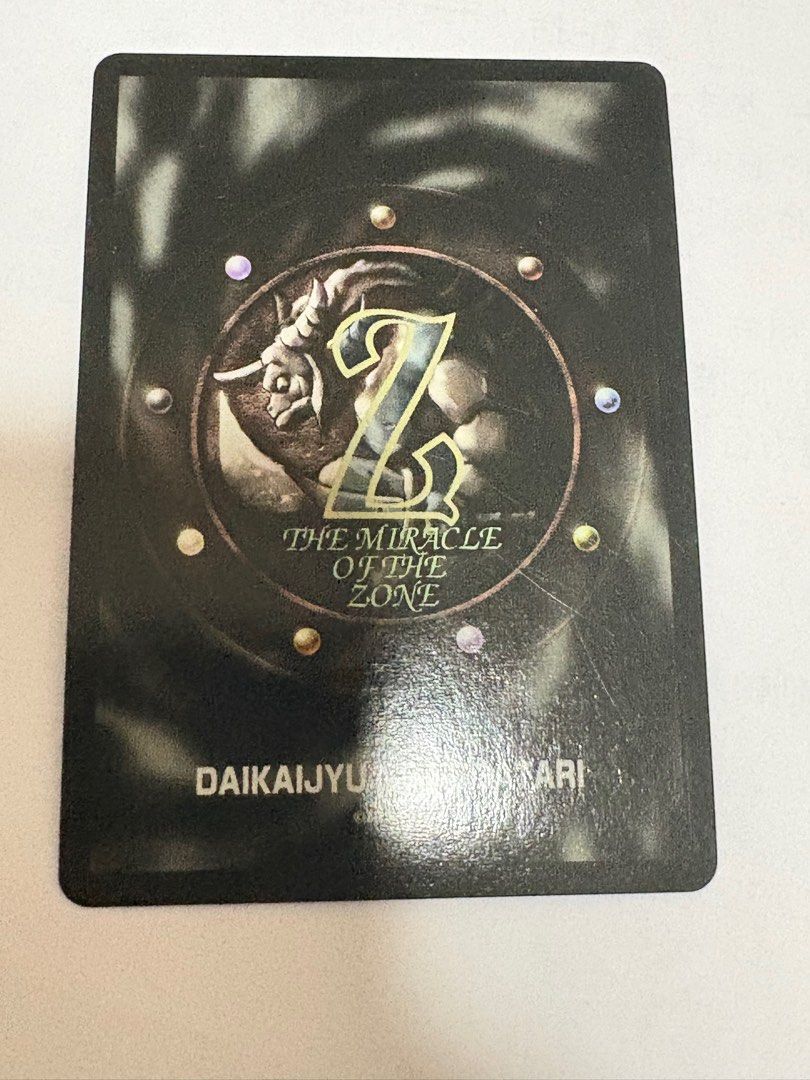 Z
THE MIRACLE
OF THE
ZONE
DAIKAIJYU